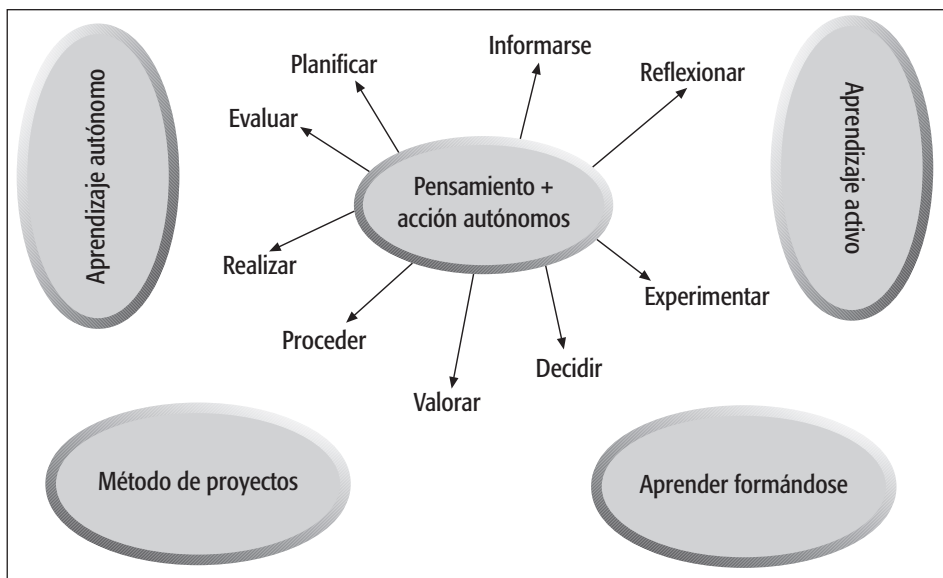 Informarse
Planificar
Reflexionar
Evaluar
Aprendizaje autónomo
Aprendizaje activo
Pensamiento +
acción autónomos
Realizar
Experimentar
Proceder
Decidir
Valorar
Método de proyectos
Aprender formándose